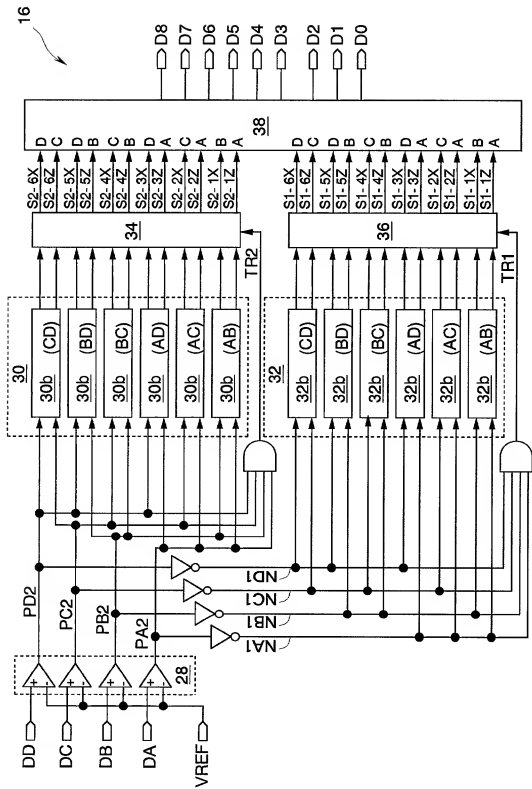 16
30
30b (CD)
30b (BD)
30b (BC)
30b (AD)
30b (AC)
30b (AB)
34
TR2
S2-6X D
S2-6Z C
S2-5X D
S2-5Z B
S2-4X C
S2-4Z B
S2-3X D
S2-3Z A
S2-2X C
S2-2Z A
S2-1X B
S2-1Z A
38
D8
D7
D6
D5
D4
D3
D2
D1
D0
DD
DC
DB
DA
VREF
+ -
+ -
+ -
+ -
28
PD2
PC2
PB2
PA2
ND1
NC1
NB1
NA1
32
32b (CD)
32b (BD)
32b (BC)
32b (AD)
32b (AC)
32b (AB)
36
TR1
S1-6X D
S1-6Z C
S1-5X D
S1-5Z B
S1-4X C
S1-4Z B
S1-3X D
S1-3Z A
S1-2X C
S1-2Z A
S1-1X B
S1-1Z A